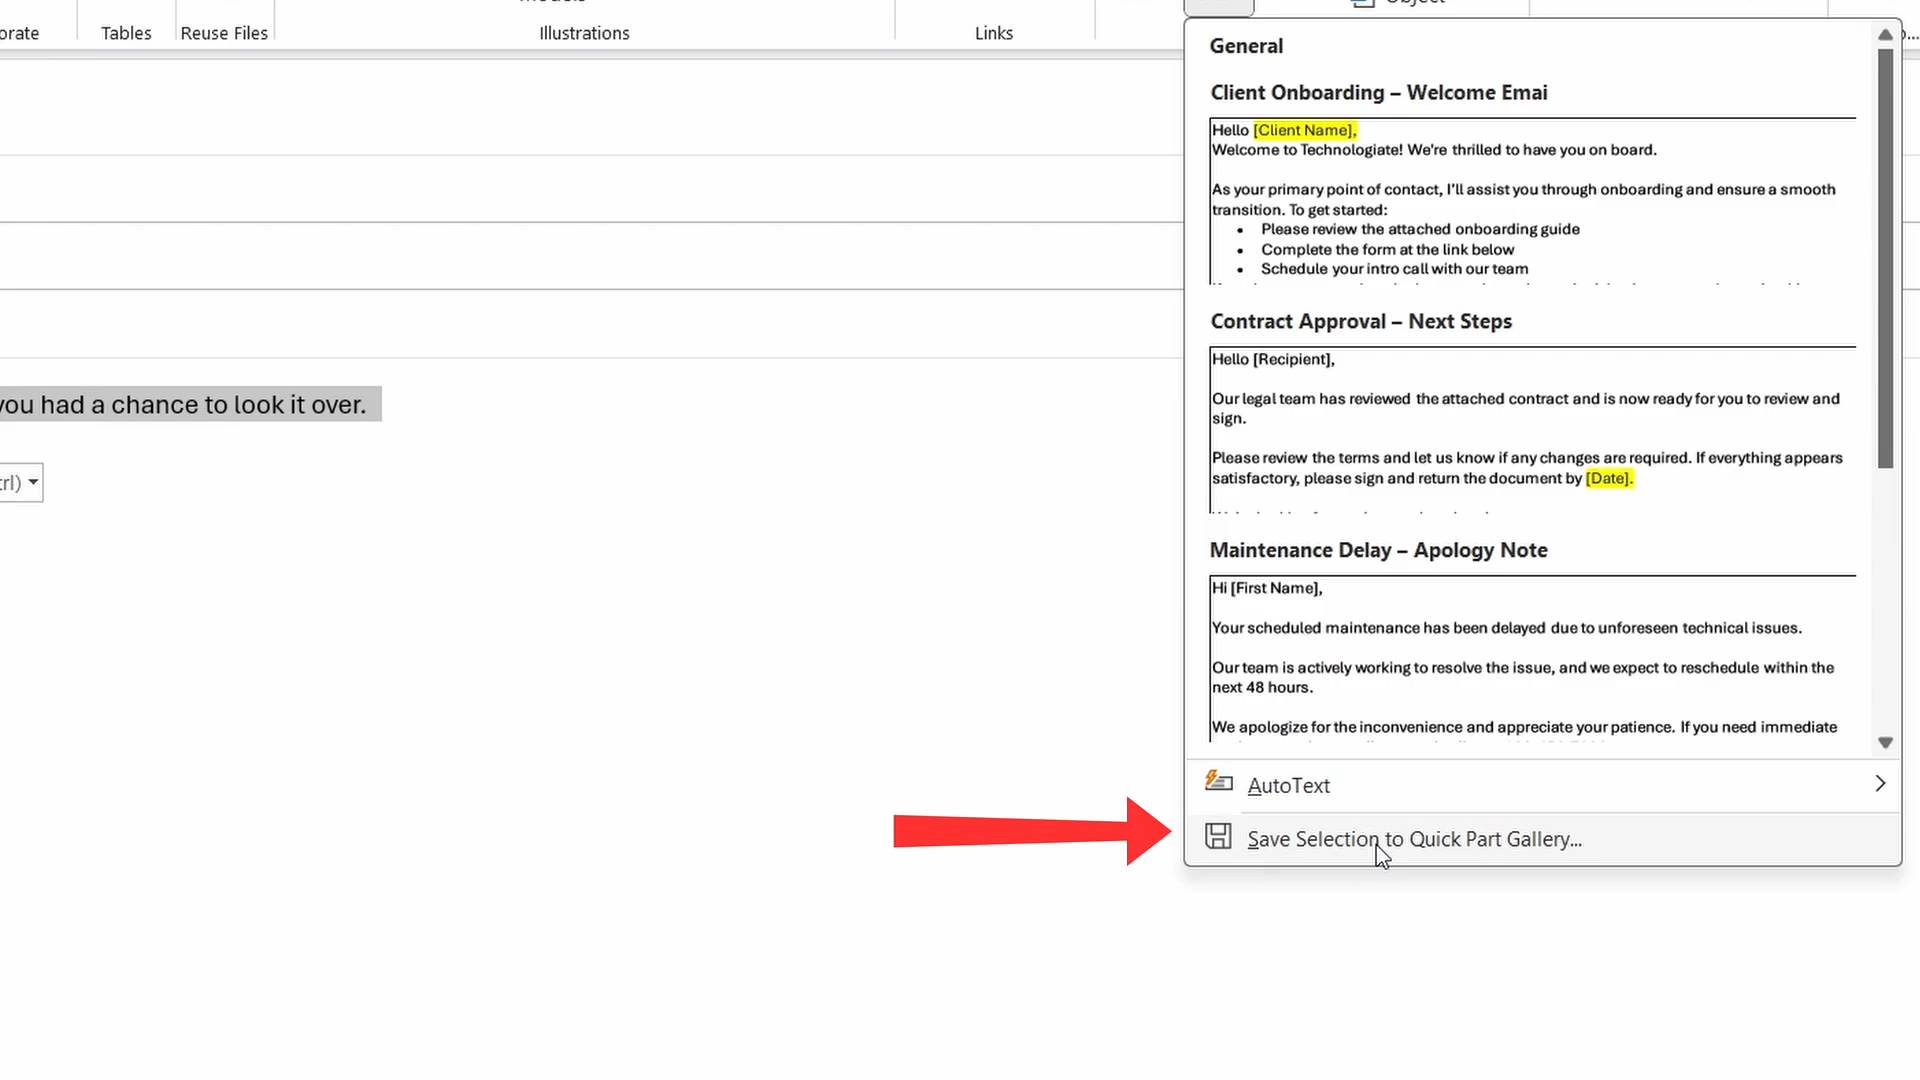 Tables
Reuse Files
Illustrations
Links
General
Client Onboarding – Welcome Emai
Hello [Client Name],
Welcome to Technologiate! We're thrilled to have you on board.
As your primary point of contact, I'll assist you through onboarding and ensure a smooth
transition. To get started:
• Please review the attached onboarding guide
• Complete the form at the link below
• Schedule your intro call with our team
Contract Approval – Next Steps
Hello [Recipient],
Our legal team has reviewed the attached contract and is now ready for you to review and
sign.
Please review the terms and let us know if any changes are required. If everything appears
satisfactory, please sign and return the document by [Date].
Maintenance Delay – Apology Note
Hi [First Name],
Your scheduled maintenance has been delayed due to unforeseen technical issues.
Our team is actively working to resolve the issue, and we expect to reschedule within the
next 48 hours.
We apologize for the inconvenience and appreciate your patience. If you need immediate
AutoText
Save Selection to Quick Part Gallery...
you had a chance to look it over.
trl)